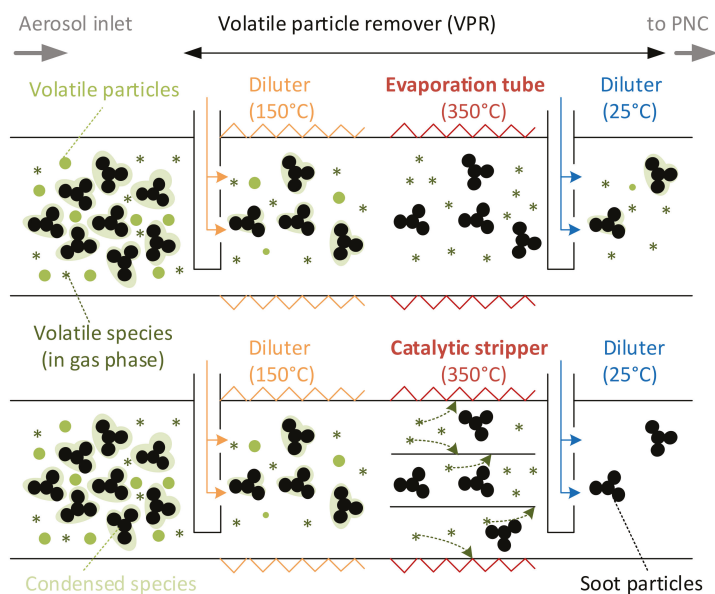 Aerosol inlet
Volatile particle remover (VPR)
to PNC
Volatile particles
Diluter
(150°C)
Evaporation tube
(350°C)
Diluter
(25°C)
Volatile species
(in gas phase)
Diluter
(150°C)
Catalytic stripper
(350°C)
Diluter
(25°C)
Condensed species
Soot particles